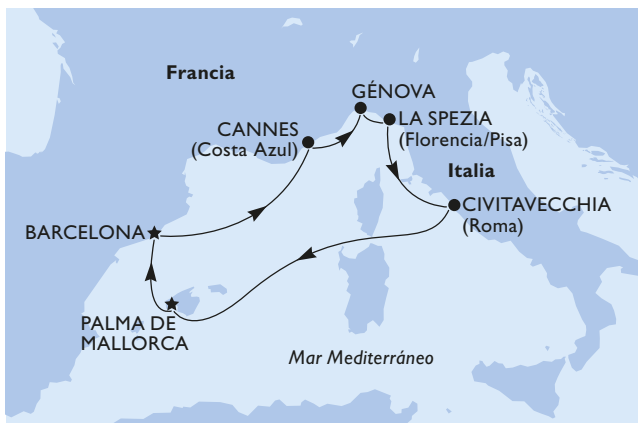 Francia
GÉNOVA
CANNES
(Costa Azul)
LA SPEZIA
(Florencia/Pisa)
Italia
CIVITAVECCHIA
(Roma)
BARCELONA
PALMA DE
MALLORCA
Mar Mediterráneo